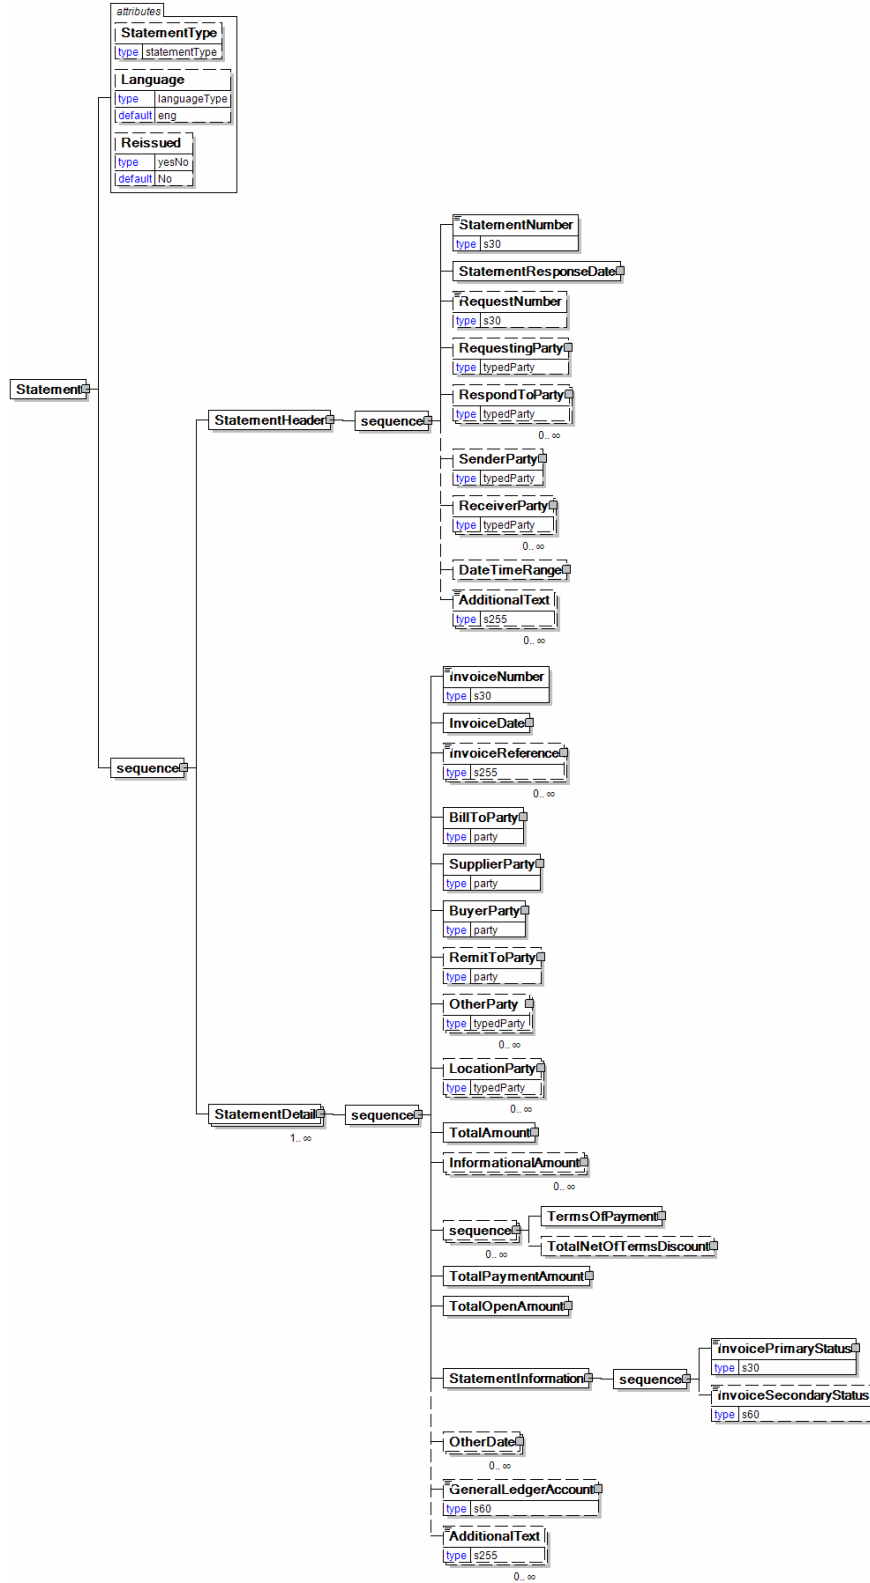 attributes
StatementType
type statementType
Language
type languageType
default eng
Reissued
type yesNo
default No
StatementNumber
type s30
StatementResponseDate
RequestNumber
type s30
RequestingParty
type typedParty
Statement
RespondToParty
type typedParty
0.. ∞
StatementHeader
sequence
SenderParty
type typedParty
ReceiverParty
type typedParty
0.. ∞
DateTimeRange
AdditionalText
type s255
0.. ∞
InvoiceNumber
type s30
InvoiceDate
InvoiceReference
type s255
0.. ∞
sequence
BillToParty
type party
SupplierParty
type party
BuyerParty
type party
RemitToParty
type party
OtherParty
type typedParty
0.. ∞
LocationParty
type typedParty
0.. ∞
StatementDetail
1.. ∞
sequence
TotalAmount
InformationalAmount
0.. ∞
sequence
0.. ∞
TermsOfPayment
TotalNetOfTermsDiscount
TotalPaymentAmount
TotalOpenAmount
StatementInformation
sequence
InvoicePrimaryStatus
type s30
InvoiceSecondaryStatus
type s60
OtherDate
0.. ∞
GeneralLedgerAccount
type s60
AdditionalText
type s255
0.. ∞